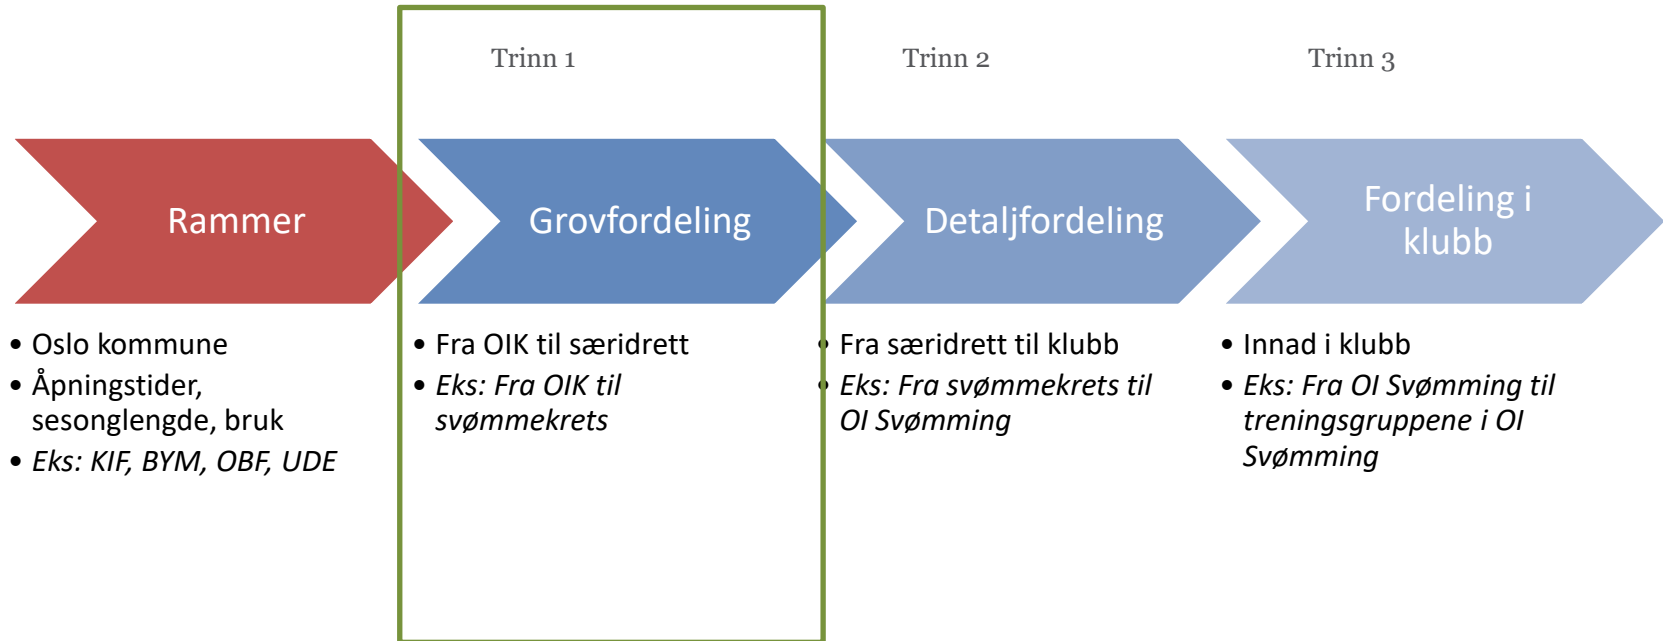 Trinn 1
Trinn 2
Trinn 3
Rammer
Grovfordeling
Detaljfordeling
Fordeling i
klubb
• Oslo kommune
• Åpningstider,
sesonglengde, bruk
• Eks: KIF, BYM, OBF, UDE
• Fra OIK til særidrett
• Eks: Fra OIK til
svømmekrets
• Fra særidrett til klubb
• Eks: Fra svømmekrets til
OI Svømming
• Innad i klubb
• Eks: Fra OI Svømming til
treningsgruppene i OI
Svømming